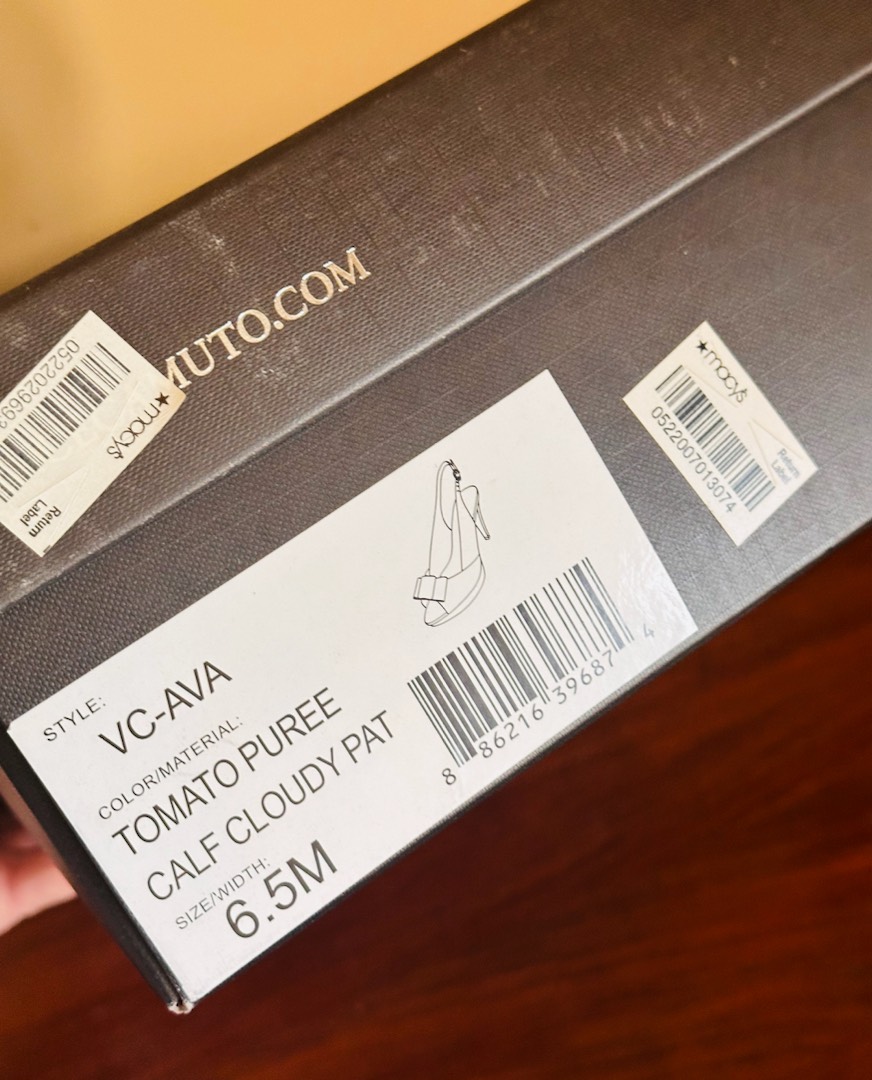 MUTO.COM
★macy's
Return
Label
★macy's
0522007013074
Return
Label
STYLE:
VC-AVA
COLOR/MATERIAL:
TOMATO PUREE
CALF CLOUDY PAT
SIZE/WIDTH:
6.5M
8 86216 39687 4